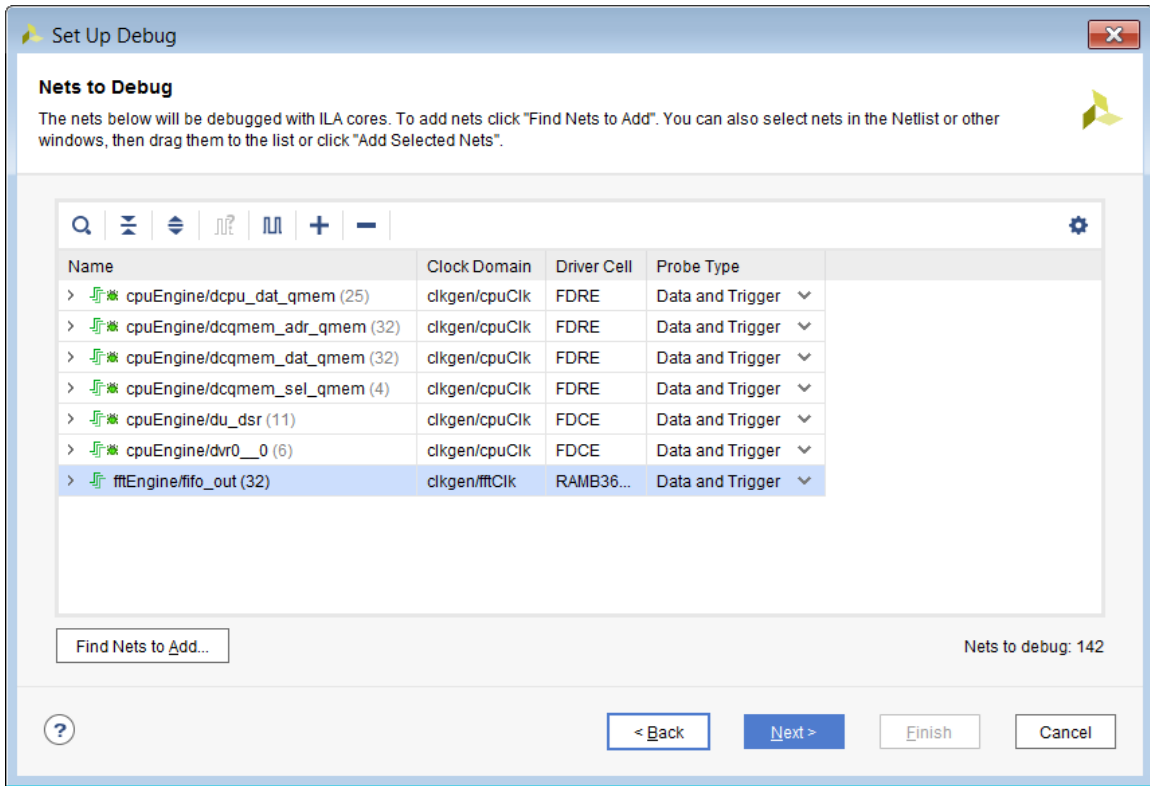 Set Up Debug
Nets to Debug
The nets below will be debugged with ILA cores. To add nets click "Find Nets to Add". You can also select nets in the Netlist or other
windows, then drag them to the list or click "Add Selected Nets".
Name Clock Domain Driver Cell Probe Type
cpuEngine/dcpu_dat_qmem (25) clkgen/cpuClk FDRE Data and Trigger
cpuEngine/dcqmem_adr_qmem (32) clkgen/cpuClk FDRE Data and Trigger
cpuEngine/dcqmem_dat_qmem (32) clkgen/cpuClk FDRE Data and Trigger
cpuEngine/dcqmem_sel_qmem (4) clkgen/cpuClk FDRE Data and Trigger
cpuEngine/du_dsr (11) clkgen/cpuClk FDCE Data and Trigger
cpuEngine/dvr0__0 (6) clkgen/cpuClk FDCE Data and Trigger
fftEngine/fifo_out (32) clkgen/fftClk RAMB36... Data and Trigger
Find Nets to Add... Nets to debug: 142
? < Back Next > Finish Cancel